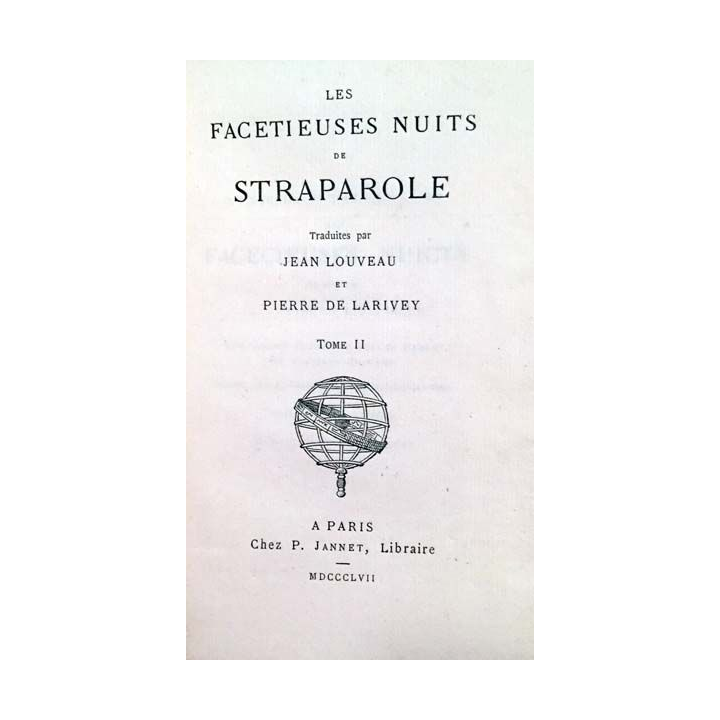 LES
FACETIEUSES NUITS
DE
STRAPAROLE
Traduites par
JEAN LOUVEAU
ET
PIERRE DE LARIVEY
TOME II
A PARIS
Chez P. JANNET, Libraire
MDCCCLVII